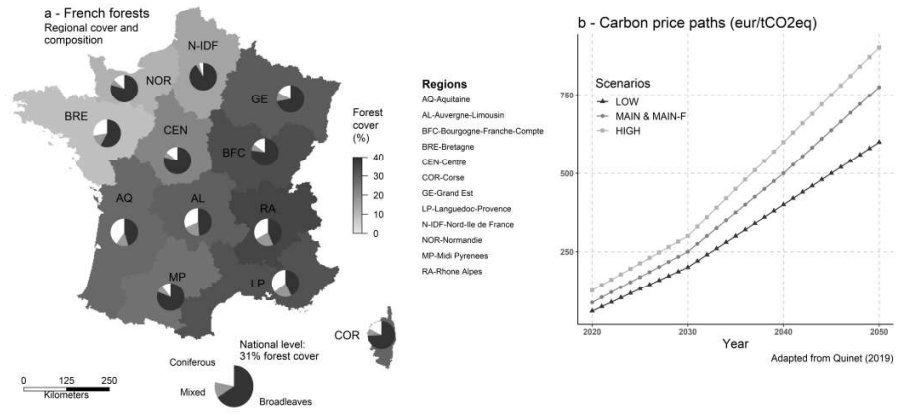 a - French forests
Regional cover and
composition
N-IDF
NOR
GE
BRE
CEN
BFC
AQ
AL
RA
MP
LP
COR
Forest
cover
(%)
40
30
20
10
0
National level:
31% forest cover
Coniferous
Mixed
Broadleaves
0 125 250
Kilometers
Regions
AQ-Aquitaine
AL-Auvergne-Limousin
BFC-Bourgogne-Franche-Compte
BRE-Bretagne
CEN-Centre
COR-Corse
GE-Grand Est
LP-Languedoc-Provence
N-IDF-Nord-Ile de France
NOR-Normandie
MP-Midi Pyrenees
RA-Rhone Alpes
b - Carbon price paths (eur/tCO2eq)
Scenarios
LOW
MAIN & MAIN-F
HIGH
750
500
250
2020 2030 2040 2050
Year
Adapted from Quinet (2019)